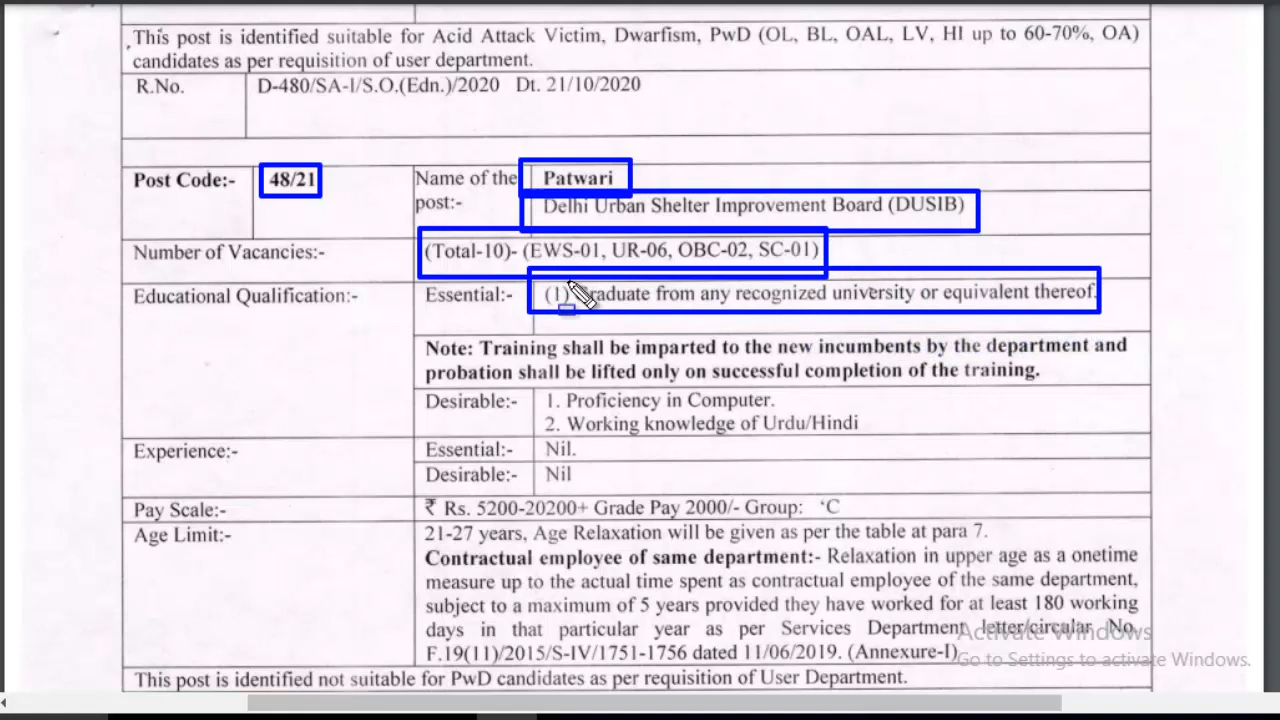 This post is identified suitable for Acid Attack Victim, Dwarfism, PwD (OL, BL, OAL, LV, HI up to 60-70%, OA)
candidates as per requisition of user department.
R.No. D-480/SA-I/S.O.(Edn.)/2020 Dt. 21/10/2020
Post Code:- 48/21 Name of the post:- Patwari
Delhi Urban Shelter Improvement Board (DUSIB)
Number of Vacancies:- (Total-10)- (EWS-01, UR-06, OBC-02, SC-01)
Educational Qualification:- Essential:- (1) Graduate from any recognized university or equivalent thereof.
Note: Training shall be imparted to the new incumbents by the department and
probation shall be lifted only on successful completion of the training.
Desirable:- 1. Proficiency in Computer.
2. Working knowledge of Urdu/Hindi
Experience:- Essential:- Nil.
Desirable:- Nil
Pay Scale:- ₹ Rs. 5200-20200+ Grade Pay 2000/- Group: ‘C
Age Limit:- 21-27 years, Age Relaxation will be given as per the table at para 7.
Contractual employee of same department:- Relaxation in upper age as a onetime
measure up to the actual time spent as contractual employee of the same department,
subject to a maximum of 5 years provided they have worked for at least 180 working
days in that particular year as per Services Department letter/circular No.
F.19(11)/2015/S-IV/1751-1756 dated 11/06/2019. (Annexure-I)
This post is identified not suitable for PwD candidates as per requisition of User Department.
Activate Windows
Go to Settings to activate Windows.